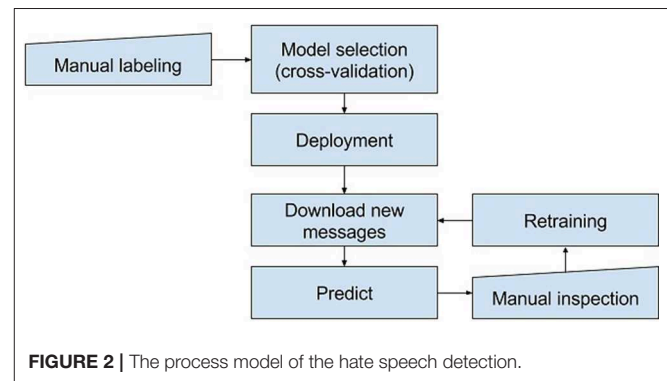 Manual labeling
Model selection
(cross-validation)
Deployment
Download new
messages
Retraining
Predict
Manual inspection
FIGURE 2 | The process model of the hate speech detection.